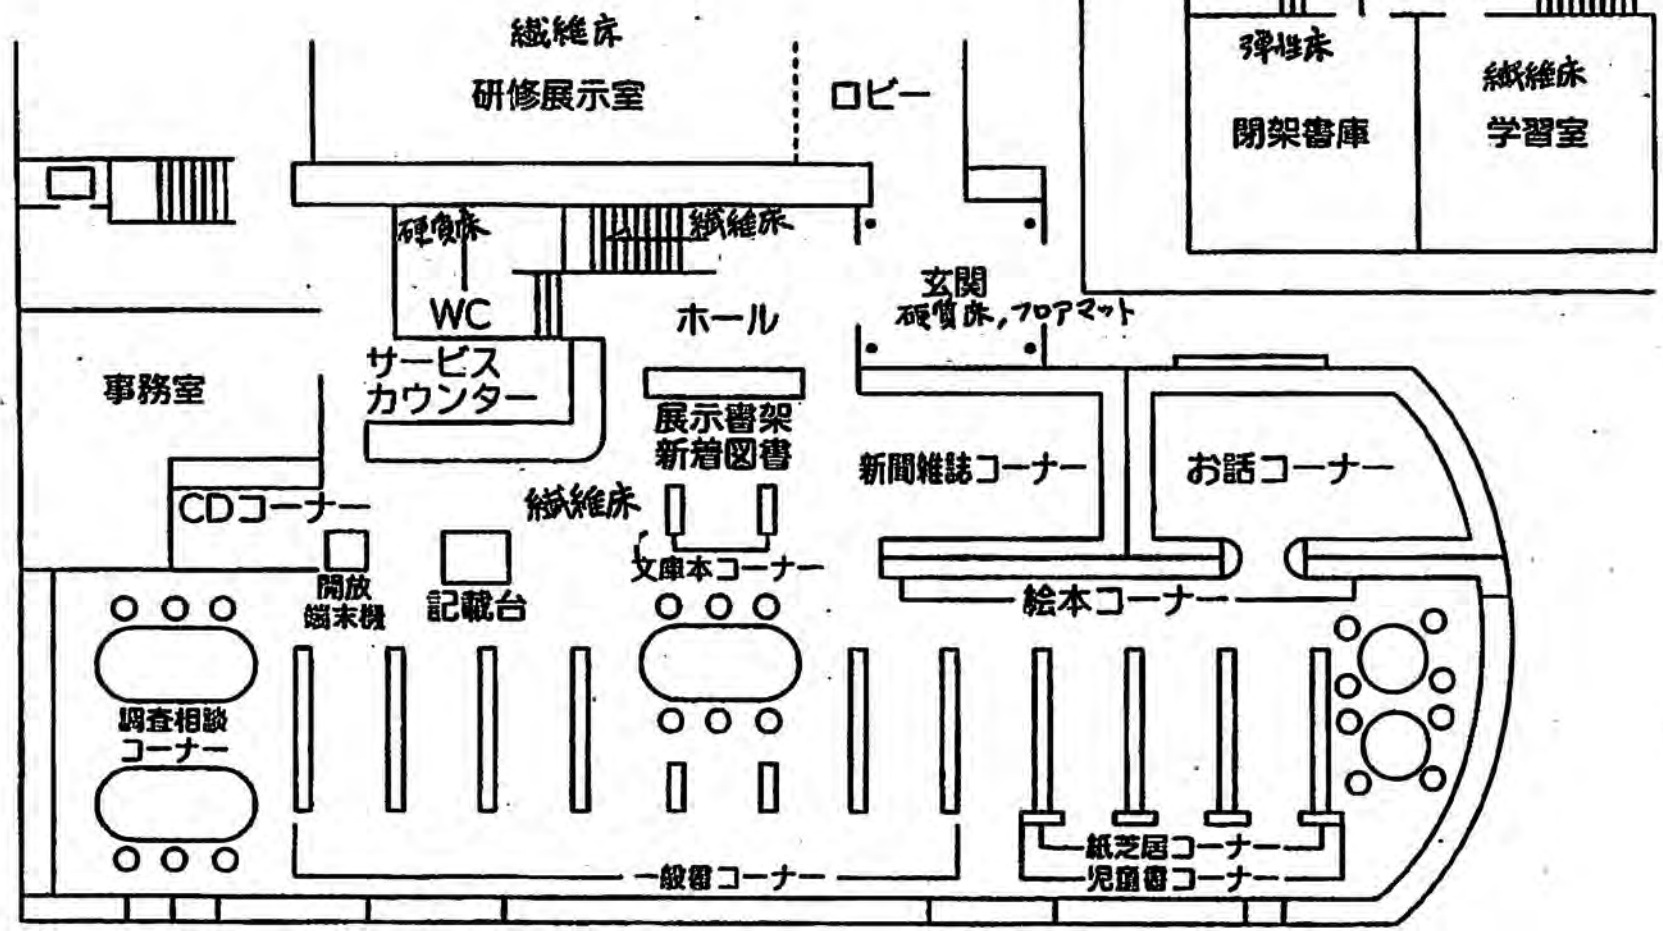 繊維床
研修展示室
ロビー
弾性床
閉架書庫
繊維床
学習室
硬質床
繊維床
WC
ホール
玄関
硬質床,フロアマット
事務室
サービス
カウンター
展示書架
新着図書
新聞雑誌コーナー
お話コーナー
CDコーナー
繊維床
文庫本コーナー
開放
端末機
記載台
絵本コーナー
調査相談
コーナー
一般書コーナー
紙芝居コーナー
児童書コーナー